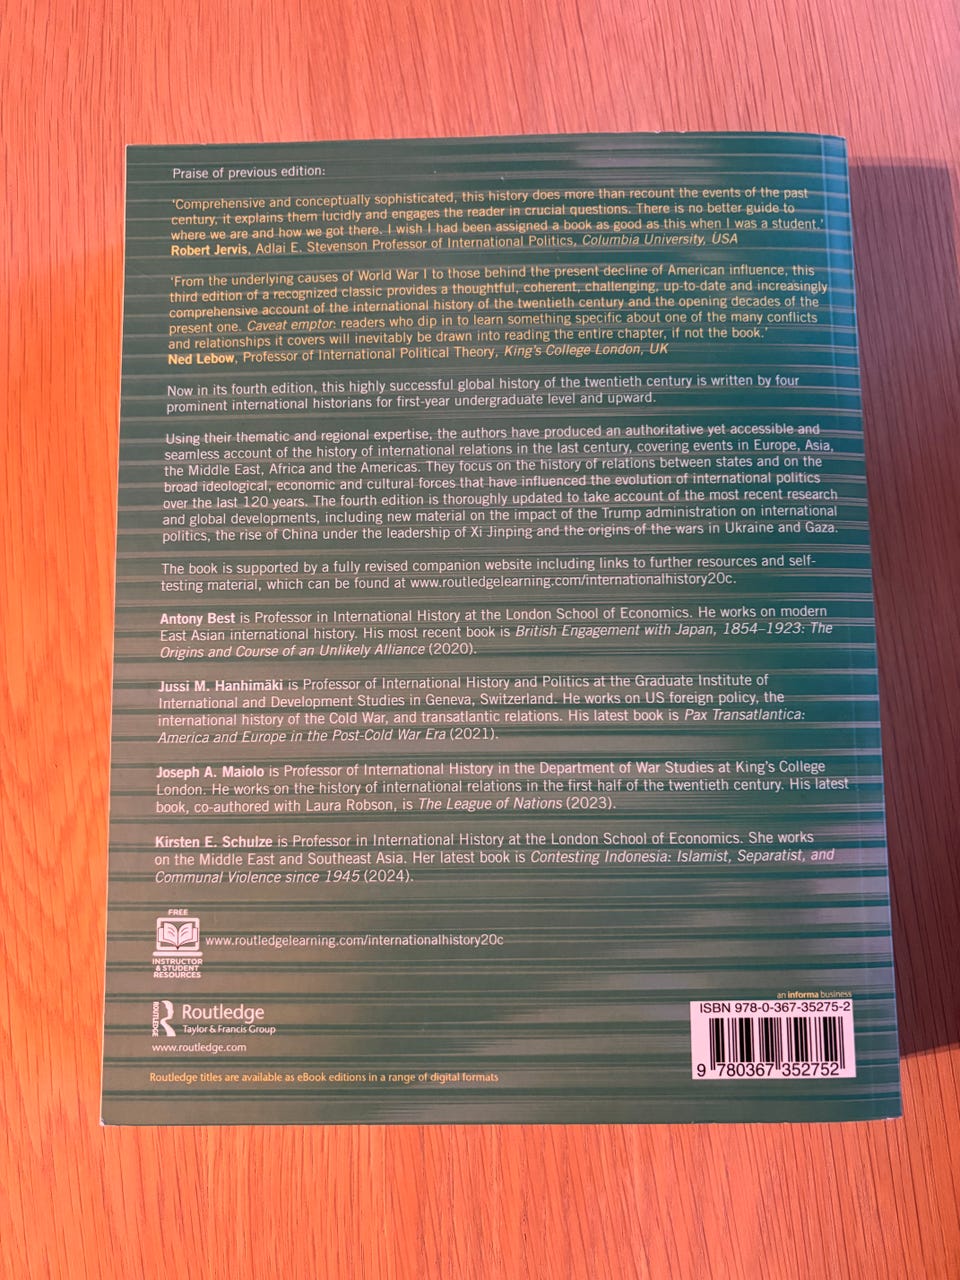 Praise of previous edition:
‘Comprehensive and conceptually sophisticated, this history does more than recount the events of the past
century, it explains them lucidly and engages the reader in crucial questions. There is no better guide to
where we are and how we got there. I wish I had been assigned a book as good as this when I was a student.’
Robert Jervis, Adlai E. Stevenson Professor of International Politics, Columbia University, USA
‘From the underlying causes of World War I to those behind the present decline of American influence, this
third edition of a recognized classic provides a thoughtful, coherent, challenging, up-to-date and increasingly
comprehensive account of the international history of the twentieth century and the opening decades of the
present one. Caveat emptor: readers who dip in to learn something specific about one of the many conflicts
and relationships it covers will inevitably be drawn into reading the entire chapter, if not the book.’
Ned Lebow, Professor of International Political Theory, King’s College London, UK
Now in its fourth edition, this highly successful global history of the twentieth century is written by four
prominent international historians for first-year undergraduate level and upward.
Using their thematic and regional expertise, the authors have produced an authoritative yet accessible and
seamless account of the history of international relations in the last century, covering events in Europe, Asia,
the Middle East, Africa and the Americas. They focus on the history of relations between states and on the
broad ideological, economic and cultural forces that have influenced the evolution of international politics
over the last 120 years. The fourth edition is thoroughly updated to take account of the most recent research
and global developments, including new material on the impact of the Trump administration on international
politics, the rise of China under the leadership of Xi Jinping and the origins of the wars in Ukraine and Gaza.
The book is supported by a fully revised companion website including links to further resources and self-
testing material, which can be found at www.routledgelearning.com/internationalhistory20c.
Antony Best is Professor in International History at the London School of Economics. He works on modern
East Asian international history. His most recent book is British Engagement with Japan, 1854–1923: The
Origins and Course of an Unlikely Alliance (2020).
Jussi M. Hanhimäki is Professor of International History and Politics at the Graduate Institute of
International and Development Studies in Geneva, Switzerland. He works on US foreign policy, the
international history of the Cold War, and transatlantic relations. His latest book is Pax Transatlantica:
America and Europe in the Post-Cold War Era (2021).
Joseph A. Maiolo is Professor of International History in the Department of War Studies at King’s College
London. He works on the history of international relations in the first half of the twentieth century. His latest
book, co-authored with Laura Robson, is The League of Nations (2023).
Kirsten E. Schulze is Professor in International History at the London School of Economics. She works
on the Middle East and Southeast Asia. Her latest book is Contesting Indonesia: Islamist, Separatist, and
Communal Violence since 1945 (2024).
FREE
www.routledgelearning.com/internationalhistory20c
INSTRUCTOR
& STUDENT
RESOURCES
an informa business
ISBN 978-0-367-35275-2
ROUTLEDGE
Routledge
Taylor & Francis Group
www.routledge.com
9 780367 352752
Routledge titles are available as eBook editions in a range of digital formats